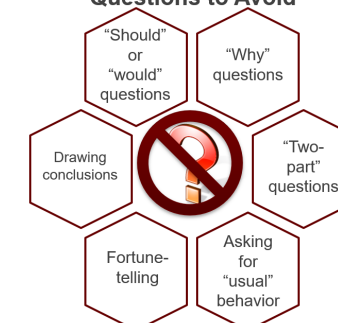 Questions to Avoid
“Should”
or
“would”
questions
“Why”
questions
Drawing
conclusions
“Two-
part”
questions
Fortune-
telling
Asking
for
“usual”
behavior